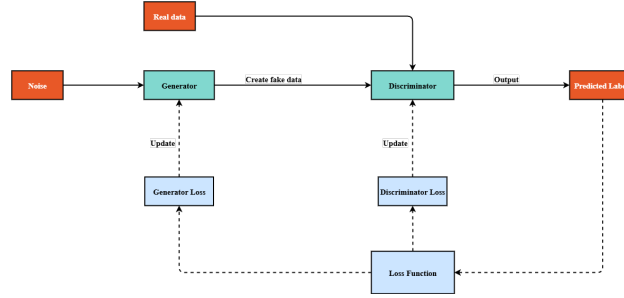 Real data
Noise
Generator
Create fake data
Discriminator
Output
Predicted Labe
Update
Update
Generator Loss
Discriminator Loss
Loss Function